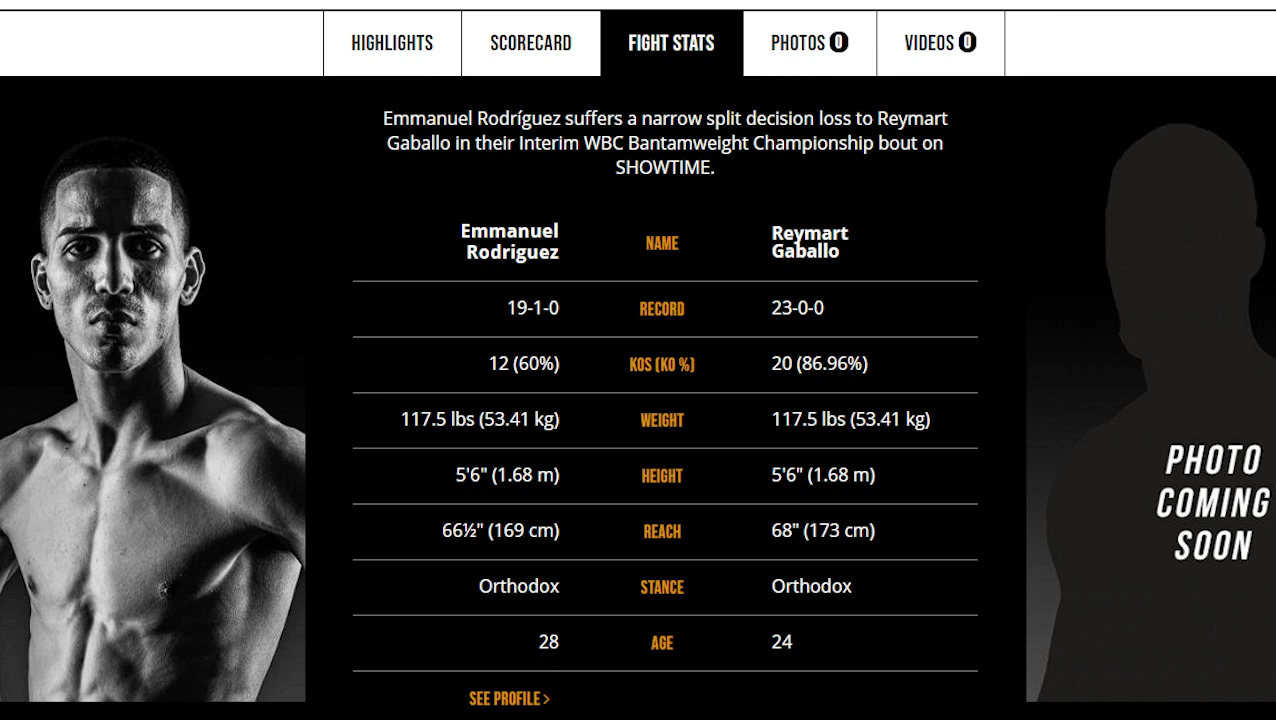 HIGHLIGHTS
SCORECARD
FIGHT STATS
PHOTOS 0
VIDEOS 0
Emmanuel Rodríguez suffers a narrow split decision loss to Reymart
Gaballo in their Interim WBC Bantamweight Championship bout on
SHOWTIME.
Emmanuel
Rodriguez
NAME
Reymart
Gaballo
19-1-0 RECORD 23-0-0
12 (60%) KOS (KO %) 20 (86.96%)
117.5 lbs (53.41 kg) WEIGHT 117.5 lbs (53.41 kg)
5'6" (1.68 m) HEIGHT 5'6" (1.68 m)
66½" (169 cm) REACH 68" (173 cm)
Orthodox STANCE Orthodox
28 AGE 24
SEE PROFILE >
PHOTO
COMING
SOON